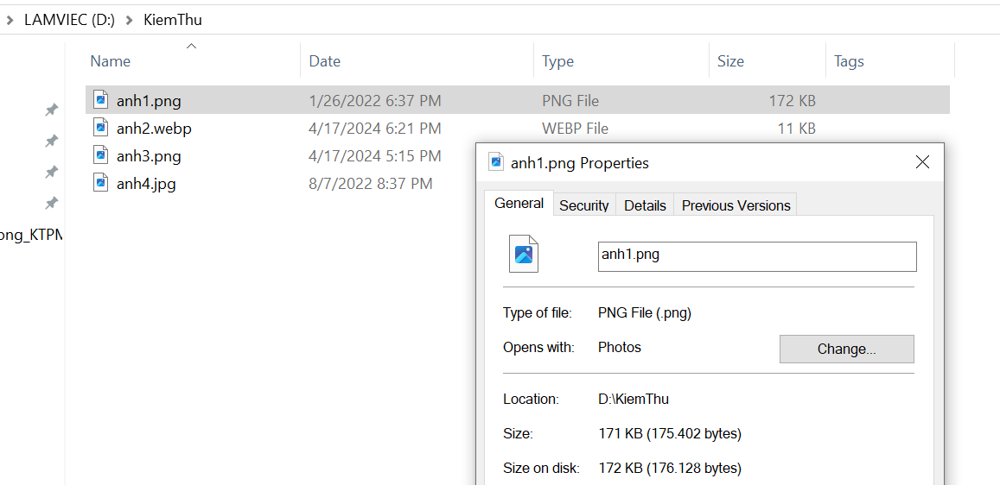 LAMVIEC (D:) > KiemThu
Name Date Type Size Tags
anh1.png 1/26/2022 6:37 PM PNG File 172 KB
anh2.webp 4/17/2024 6:21 PM WEBP File 11 KB
anh3.png 4/17/2024 5:15 PM
anh4.jpg 8/7/2022 8:37 PM
anh1.png Properties
General Security Details Previous Versions
anh1.png
Type of file: PNG File (.png)
Opens with: Photos Change...
Location: D:\KiemThu
Size: 171 KB (175.402 bytes)
Size on disk: 172 KB (176.128 bytes)